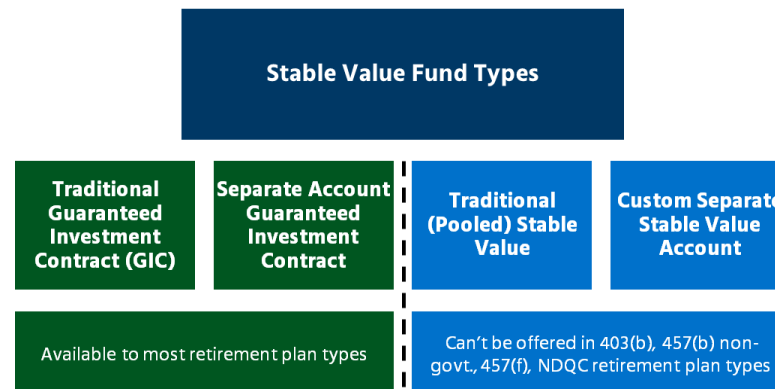 Stable Value Fund Types
Traditional
Guaranteed
Investment
Contract (GIC)
Separate Account
Guaranteed
Investment
Contract
Traditional
(Pooled) Stable
Value
Custom Separate
Stable Value
Account
Available to most retirement plan types
Can't be offered in 403(b), 457(b) non-
govt., 457(f), NDQC retirement plan types